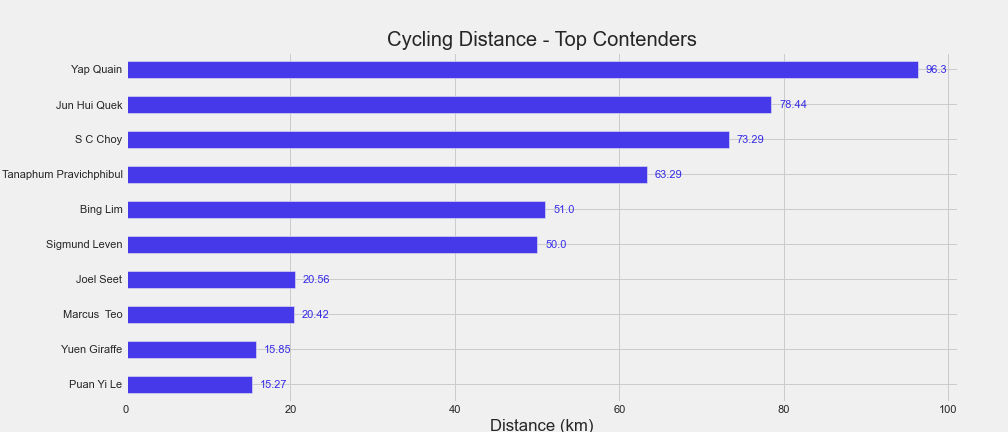 Cycling Distance - Top Contenders
Yap Quain 96.3
Jun Hui Quek 78.44
S C Choy 73.29
Tanaphum Pravichphibul 63.29
Bing Lim 51.0
Sigmund Leven 50.0
Joel Seet 20.56
Marcus  Teo 20.42
Yuen Giraffe 15.85
Puan Yi Le 15.27
0 20 40 60 80 100
Distance (km)